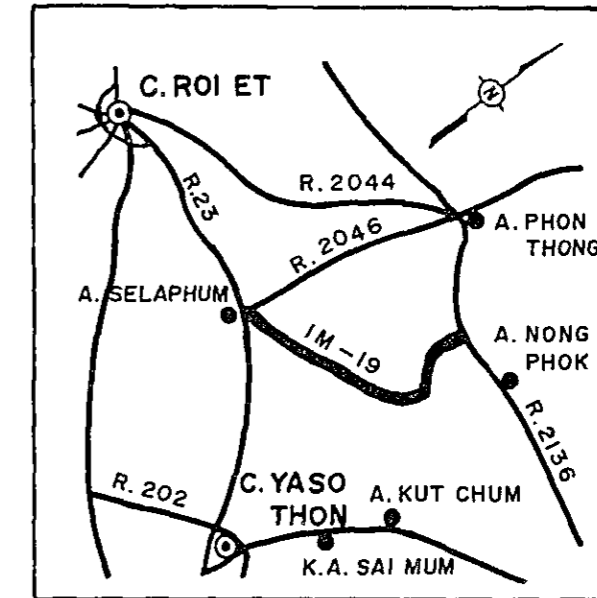 C. ROI ET
N
R. 2044
R.23
A. PHON
THONG
R. 2046
A. SELAPHUM
1M-19
A. NONG
PHOK
R. 2136
R. 202
C. YASO
THON
A. KUT CHUM
K.A. SAI MUM